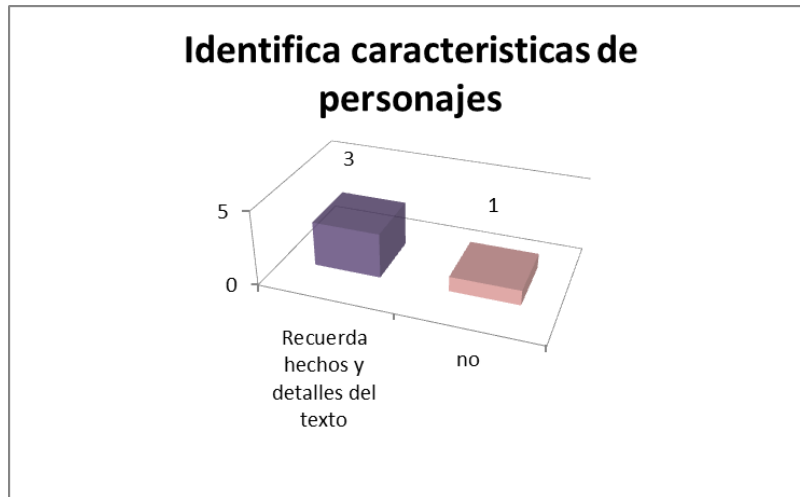 Identifica caracteristicas de
personajes
3
1
5
0
Recuerda
hechos y
detalles del
texto
no